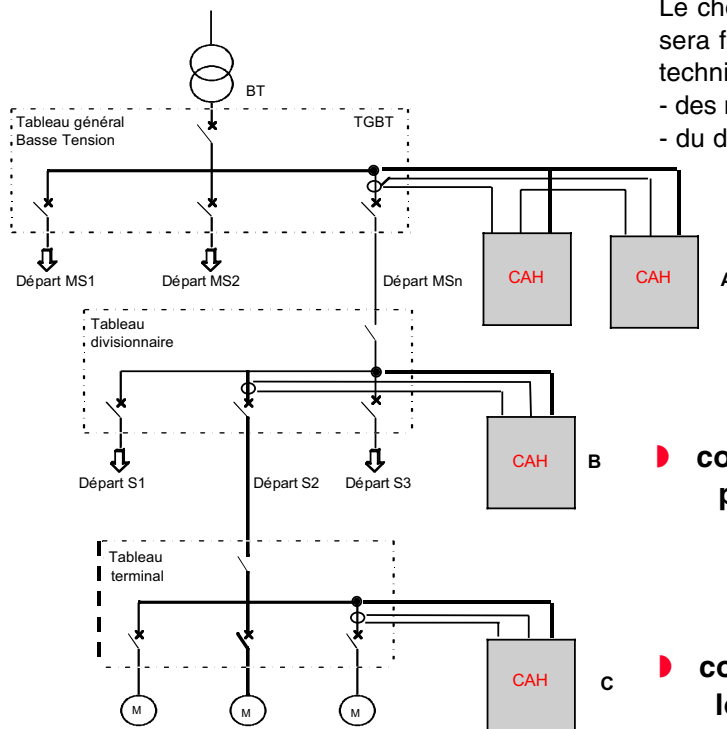 Le ch
sera f
techni
- des
- du d
BT
Tableau général
Basse Tension
TGBT
CAH
CAH
A
Départ MS1
Départ MS2
Départ MSn
Tableau
divisionnaire
CAH
B
co
p
Départ S1
Départ S2
Départ S3
Tableau
terminal
CAH
C
co
le
M
M
M